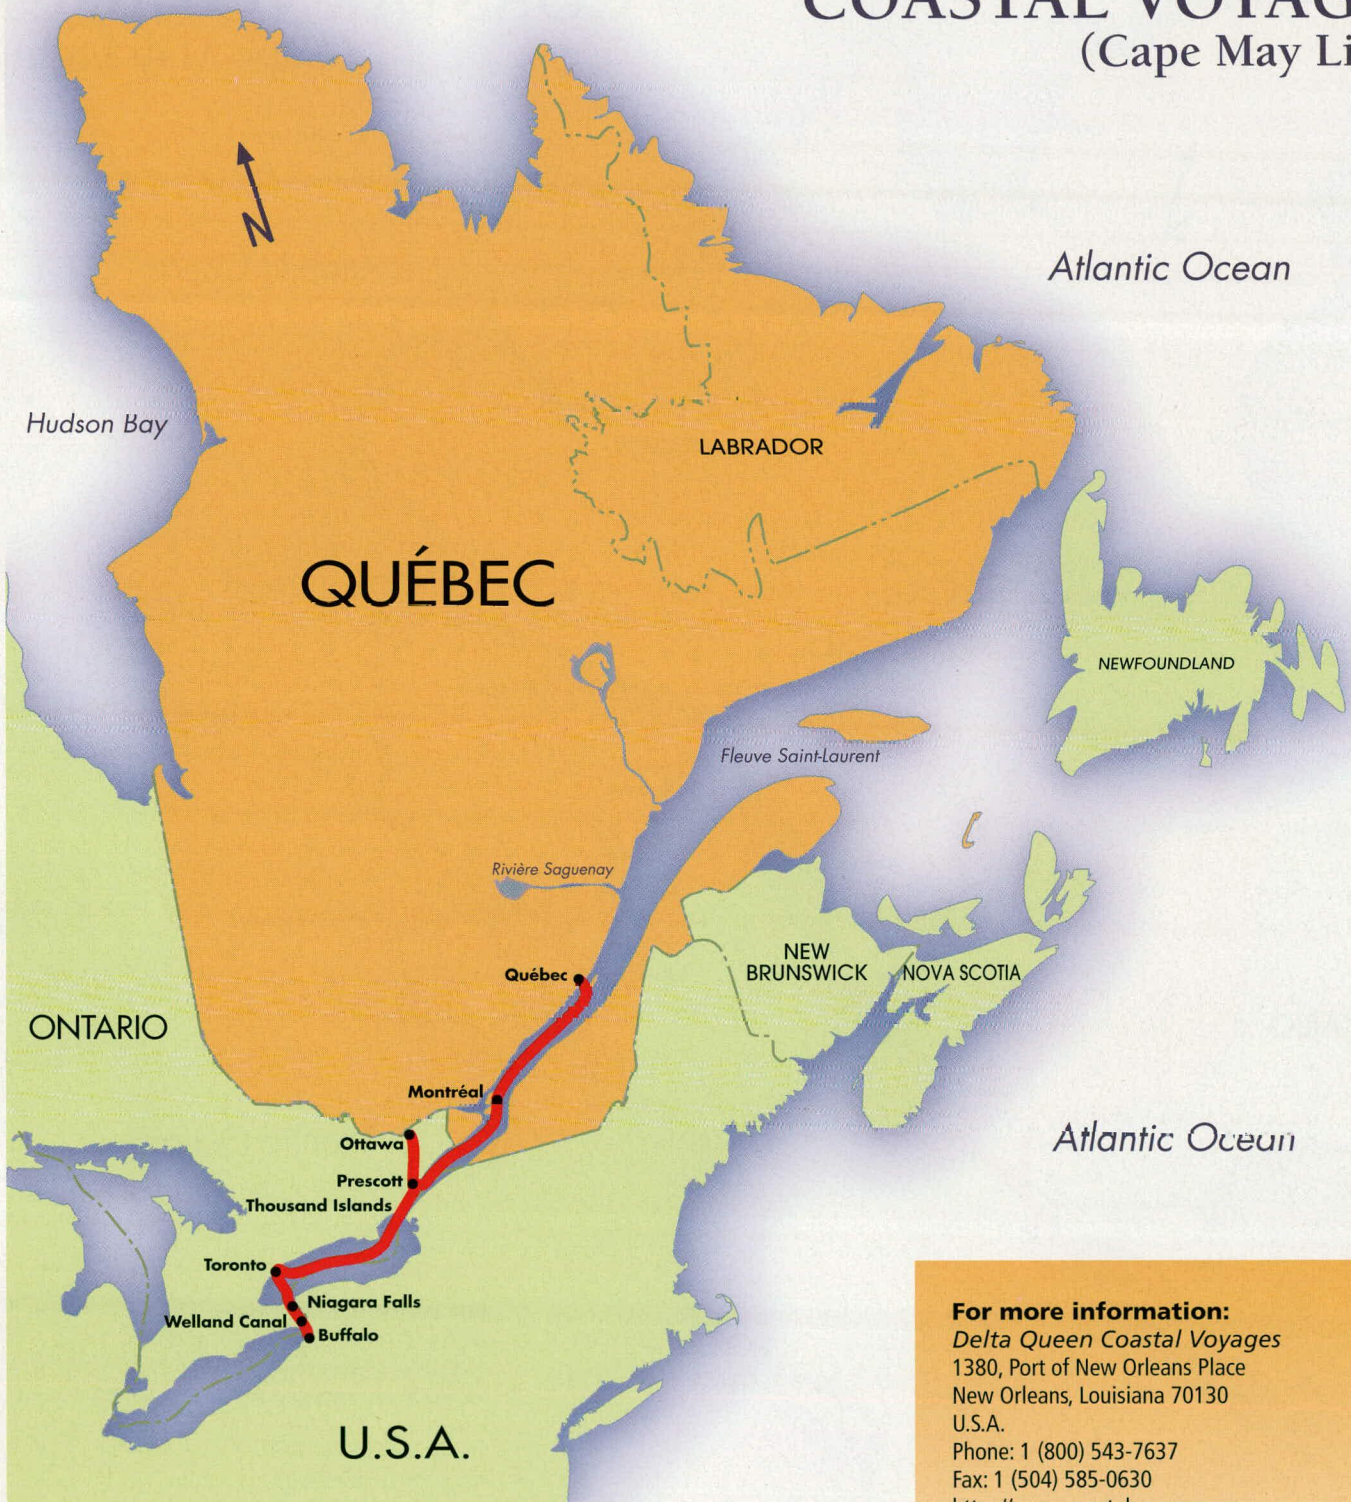 (Cape May
N
Atlantic Ocean
Hudson Bay
LABRADOR
QUÉBEC
NEWFOUNDLAND
Fleuve Saint-Laurent
Rivière Saguenay
NEW
BRUNSWICK
NOVA SCOTIA
Québec
ONTARIO
Montréal
Ottawa
Atlantic Ocean
Prescott
Thousand Islands
Toronto
Niagara Falls
Welland Canal
Buffalo
U.S.A.
For more information:
Delta Queen Coastal Voyages
1380, Port of New Orleans Place
New Orleans, Louisiana 70130
U.S.A.
Phone: 1 (800) 543-7637
Fax: 1 (504) 585-0630